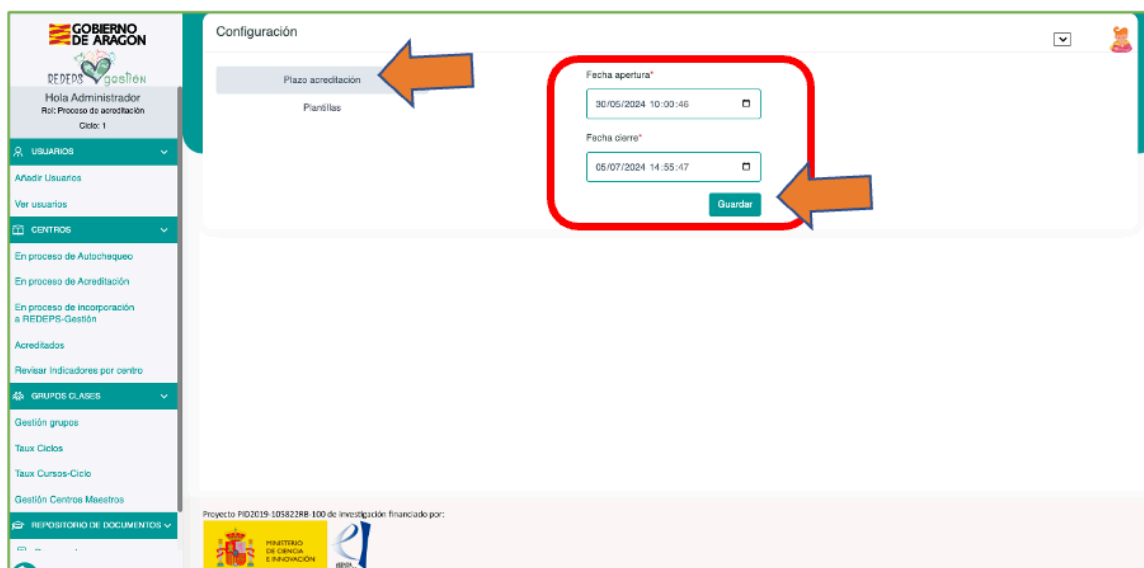 GOBIERNO
DE ARAGON
REDEPS gestión
Hola Administrador
Rol: Proceso de acreditación
Ciclo: 1
USUARIOS
Añadir Usuarios
Ver usuarios
CENTROS
En proceso de Autochequeo
En proceso de Acreditación
En proceso de incorporación
a REDEPS-Gestión
Acreditados
Revisar Indicadores por centro
GRUPOS CLASES
Gestión grupos
Taux Ciclos
Taux Cursos-Ciclo
Gestión Centros Maestros
REPOSITORIO DE DOCUMENTOS
Configuración
Plazo acreditación
Plantillas
Fecha apertura*
30/05/2024 10:00:46
Fecha cierre*
05/07/2024 14:55:47
Guardar
Proyecto PID2019-105822RB-100 de investigación financiado por:
MINISTERIO
DE CIENCIA
E INNOVACIÓN